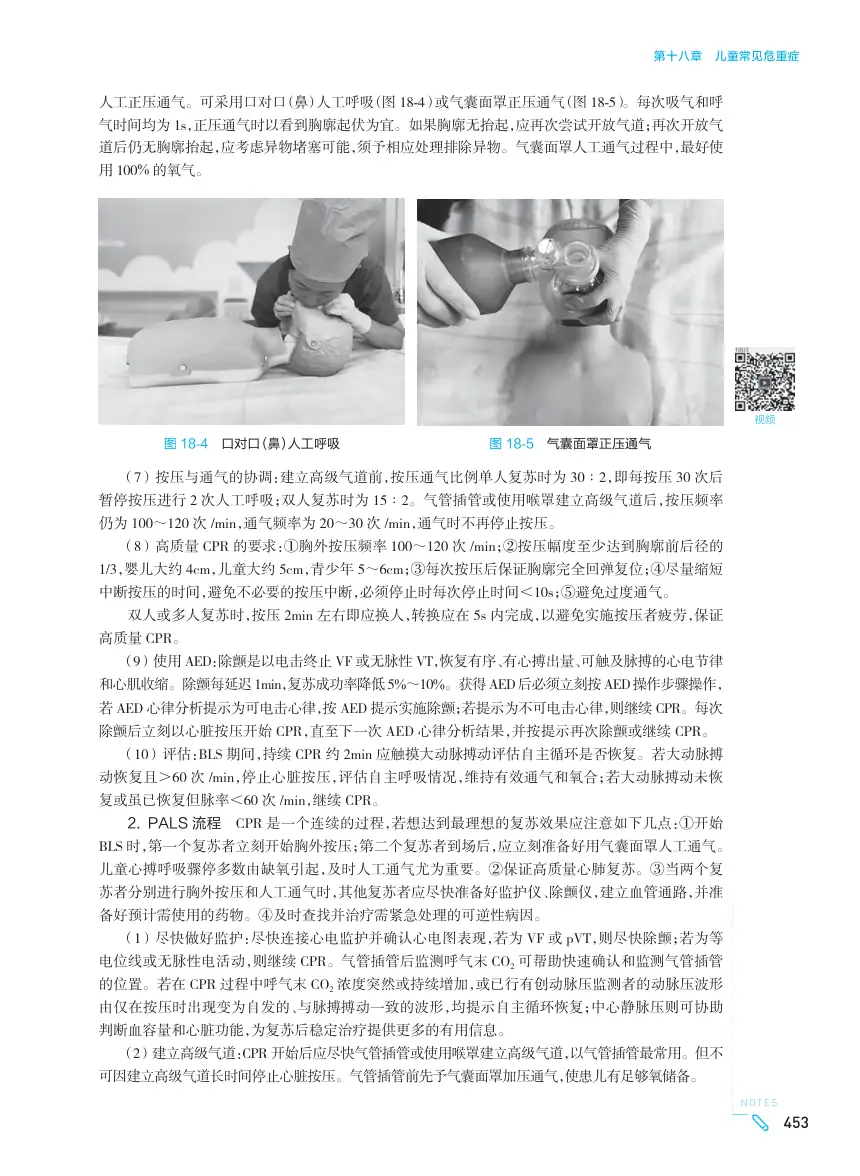 第十八章　儿童常见危重症
人工正压通气。可采用口对口（鼻）人工呼吸（图 18-4）或气囊面罩正压通气（图 18-5）。每次吸气和呼
气时间均为 1s，正压通气时以看到胸廓起伏为宜。如果胸廓无抬起，应再次尝试开放气道；再次开放气
道后仍无胸廓抬起，应考虑异物堵塞可能，须予相应处理排除异物。气囊面罩人工通气过程中，最好使
用 100% 的氧气。
1803
视频
图 18-4　口对口（鼻）人工呼吸
图 18-5　气囊面罩正压通气
（7）按压与通气的协调：建立高级气道前，按压通气比例单人复苏时为 30∶2，即每按压 30 次后
暂停按压进行 2 次人工呼吸；双人复苏时为 15∶2。气管插管或使用喉罩建立高级气道后，按压频率
仍为 100～120 次 /min，通气频率为 20～30 次 /min，通气时不再停止按压。
（8）高质量 CPR 的要求：①胸外按压频率 100～120 次 /min；②按压幅度至少达到胸廓前后径的
1/3，婴儿大约 4cm，儿童大约 5cm，青少年 5～6cm；③每次按压后保证胸廓完全回弹复位；④尽量缩短
中断按压的时间，避免不必要的按压中断，必须停止时每次停止时间＜10s；⑤避免过度通气。
双人或多人复苏时，按压 2min 左右即应换人，转换应在 5s 内完成，以避免实施按压者疲劳，保证
高质量 CPR。
（9）使用 AED：除颤是以电击终止 VF 或无脉性 VT，恢复有序、有心搏出量、可触及脉搏的心电节律
和心肌收缩。除颤每延迟 1min，复苏成功率降低 5%～10%。获得 AED 后必须立刻按 AED 操作步骤操作，
若 AED 心律分析提示为可电击心律，按 AED 提示实施除颤；若提示为不可电击心律，则继续 CPR。每次
除颤后立刻以心脏按压开始 CPR，直至下一次 AED 心律分析结果，并按提示再次除颤或继续 CPR。
（10）评估：BLS 期间，持续 CPR 约 2min 应触摸大动脉搏动评估自主循环是否恢复。若大动脉搏
动恢复且＞60 次 /min，停止心脏按压，评估自主呼吸情况，维持有效通气和氧合；若大动脉搏动未恢
复或虽已恢复但脉率＜60 次 /min，继续 CPR。
2. PALS 流程　CPR 是一个连续的过程，若想达到最理想的复苏效果应注意如下几点：①开始
BLS 时，第一个复苏者立刻开始胸外按压；第二个复苏者到场后，应立刻准备好用气囊面罩人工通气。
儿童心搏呼吸骤停多数由缺氧引起，及时人工通气尤为重要。②保证高质量心肺复苏。③当两个复
苏者分别进行胸外按压和人工通气时，其他复苏者应尽快准备好监护仪、除颤仪，建立血管通路，并准
备好预计需使用的药物。④及时查找并治疗需紧急处理的可逆性病因。
（1）尽快做好监护：尽快连接心电监护并确认心电图表现，若为 VF 或 pVT，则尽快除颤；若为等
电位线或无脉性电活动，则继续 CPR。气管插管后监测呼气末 CO₂ 可帮助快速确认和监测气管插管
的位置。若在 CPR 过程中呼气末 CO₂ 浓度突然或持续增加，或已行有创动脉压监测者的动脉压波形
由仅在按压时出现变为自发的、与脉搏搏动一致的波形，均提示自主循环恢复；中心静脉压则可协助
判断血容量和心脏功能，为复苏后稳定治疗提供更多的有用信息。
（2）建立高级气道：CPR 开始后应尽快气管插管或使用喉罩建立高级气道，以气管插管最常用。但不
可因建立高级气道长时间停止心脏按压。气管插管前先予气囊面罩加压通气，使患儿有足够氧储备。
NOTES
453